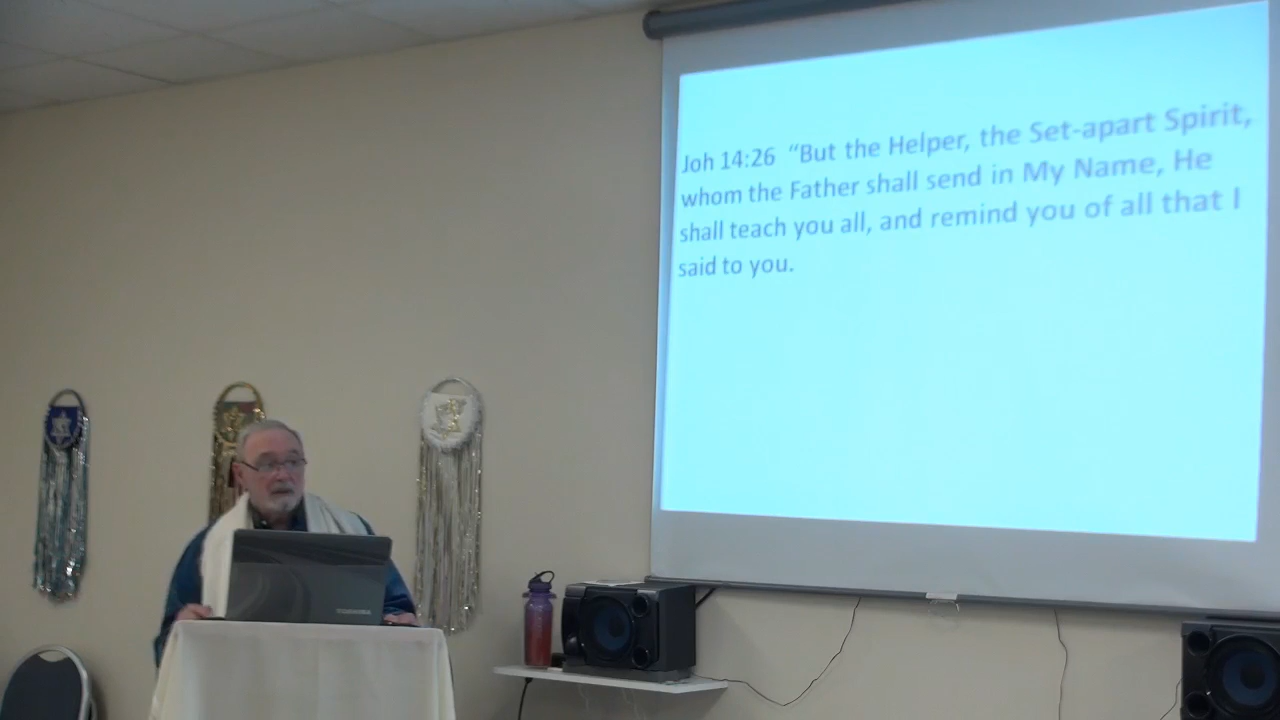 Joh 14:26 “But the Helper, the Set-apart Spirit,
whom the Father shall send in My Name, He
shall teach you all, and remind you of all that I
said to you.
TOSHIBA